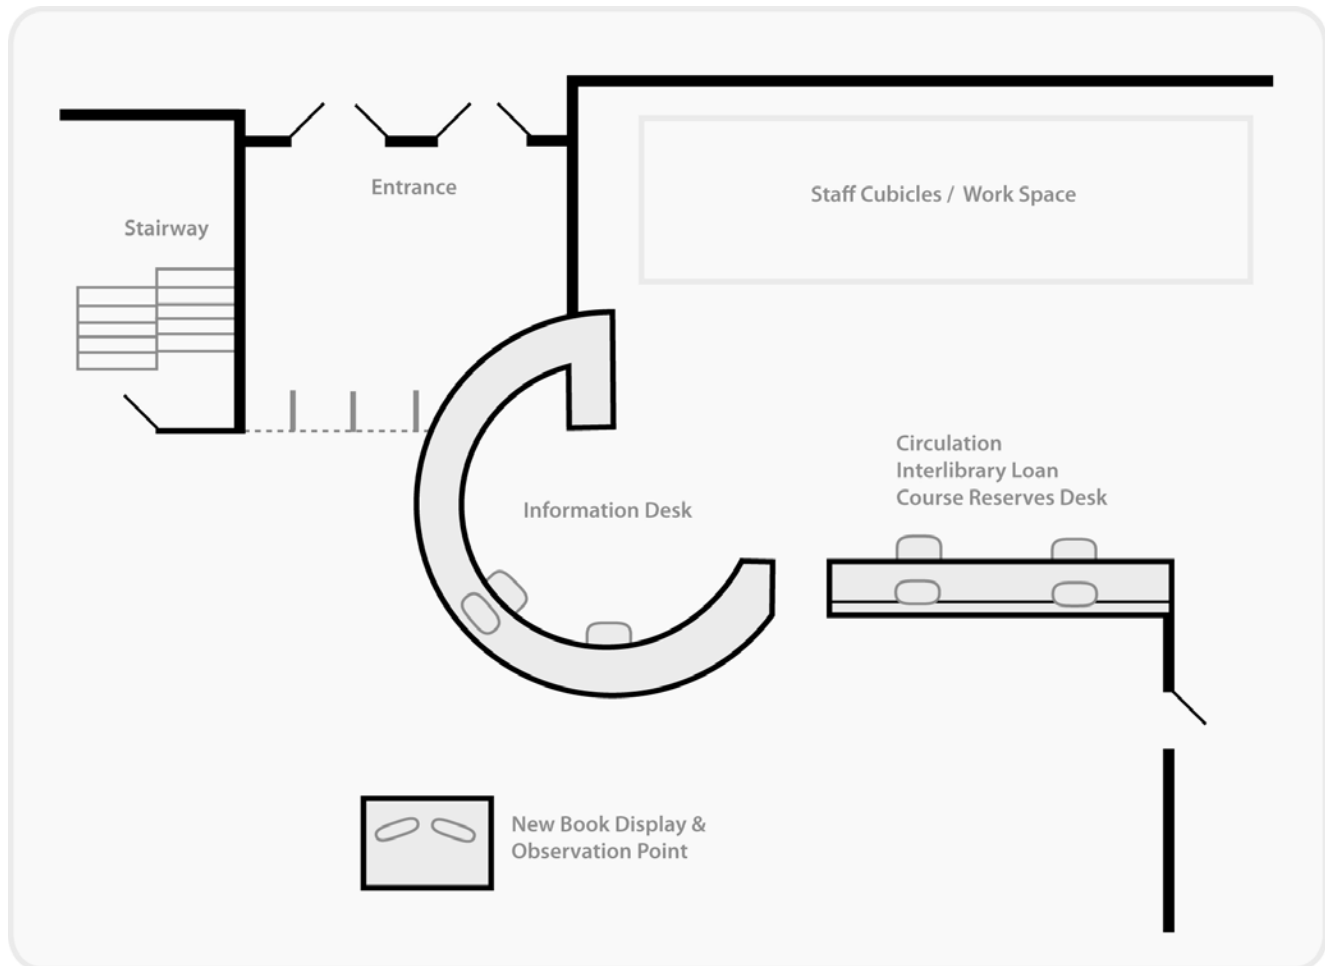 Entrance
Staff Cubicles / Work Space
Stairway
Circulation
Interlibrary Loan
Course Reserves Desk
Information Desk
New Book Display &
Observation Point